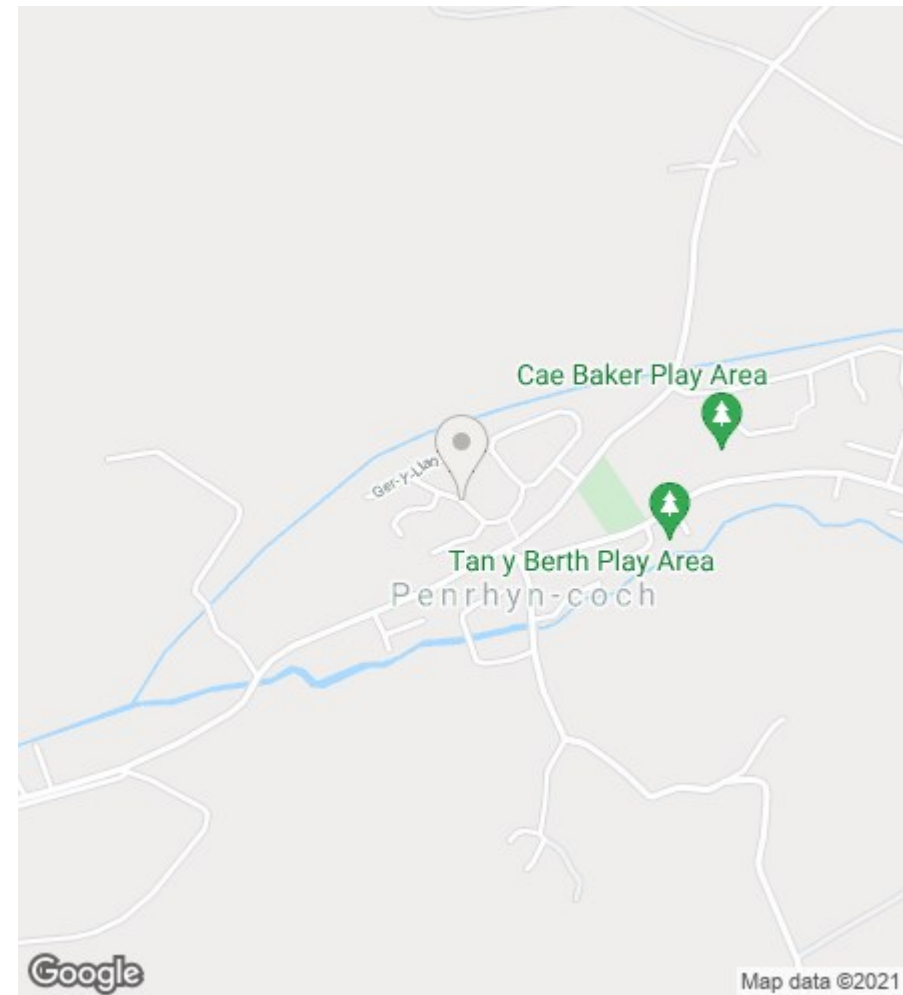 Cae Baker Play Area
Ger-Y-Llan
Tan y Berth Play Area
Penrhyn-coch
Google
Map data ©2021